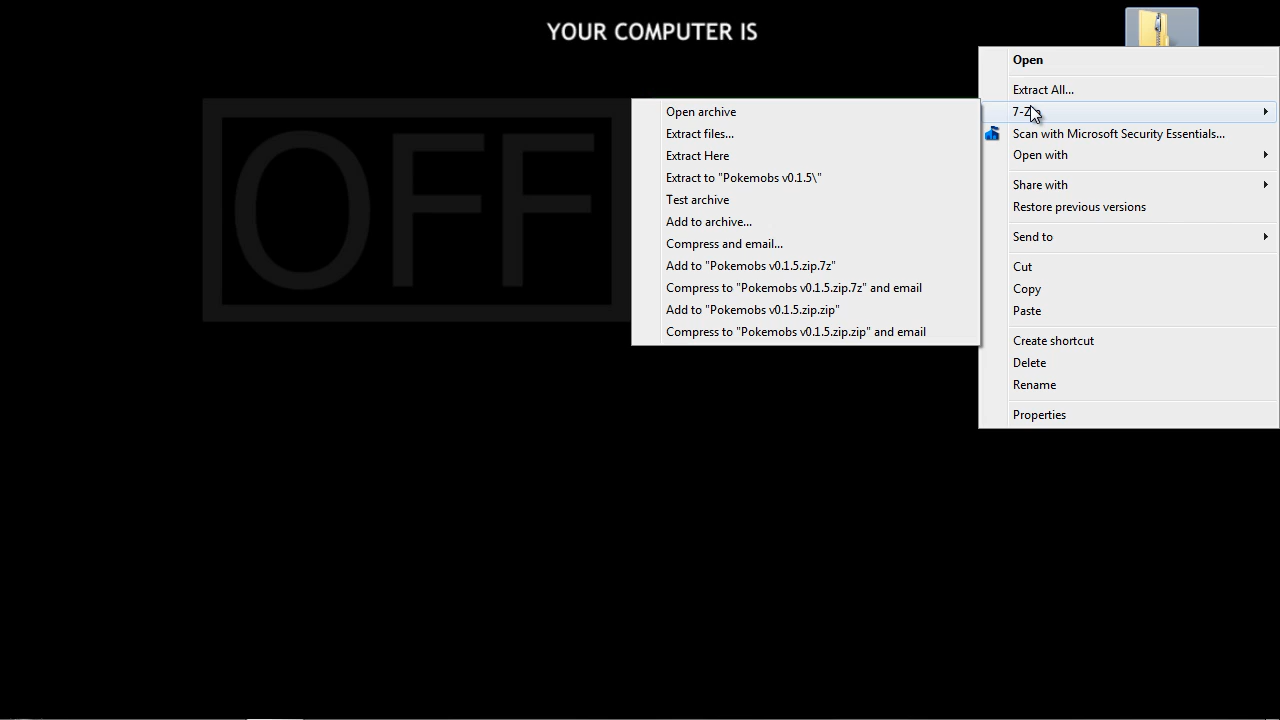 YOUR COMPUTER IS
OFF
Open
Extract All...
7-Zip
Scan with Microsoft Security Essentials...
Open with
Share with
Restore previous versions
Send to
Cut
Copy
Paste
Create shortcut
Delete
Rename
Properties
Open archive
Extract files...
Extract Here
Extract to "Pokemobs v0.1.5\"
Test archive
Add to archive...
Compress and email...
Add to "Pokemobs v0.1.5.zip.7z"
Compress to "Pokemobs v0.1.5.zip.7z" and email
Add to "Pokemobs v0.1.5.zip.zip"
Compress to "Pokemobs v0.1.5.zip.zip" and email